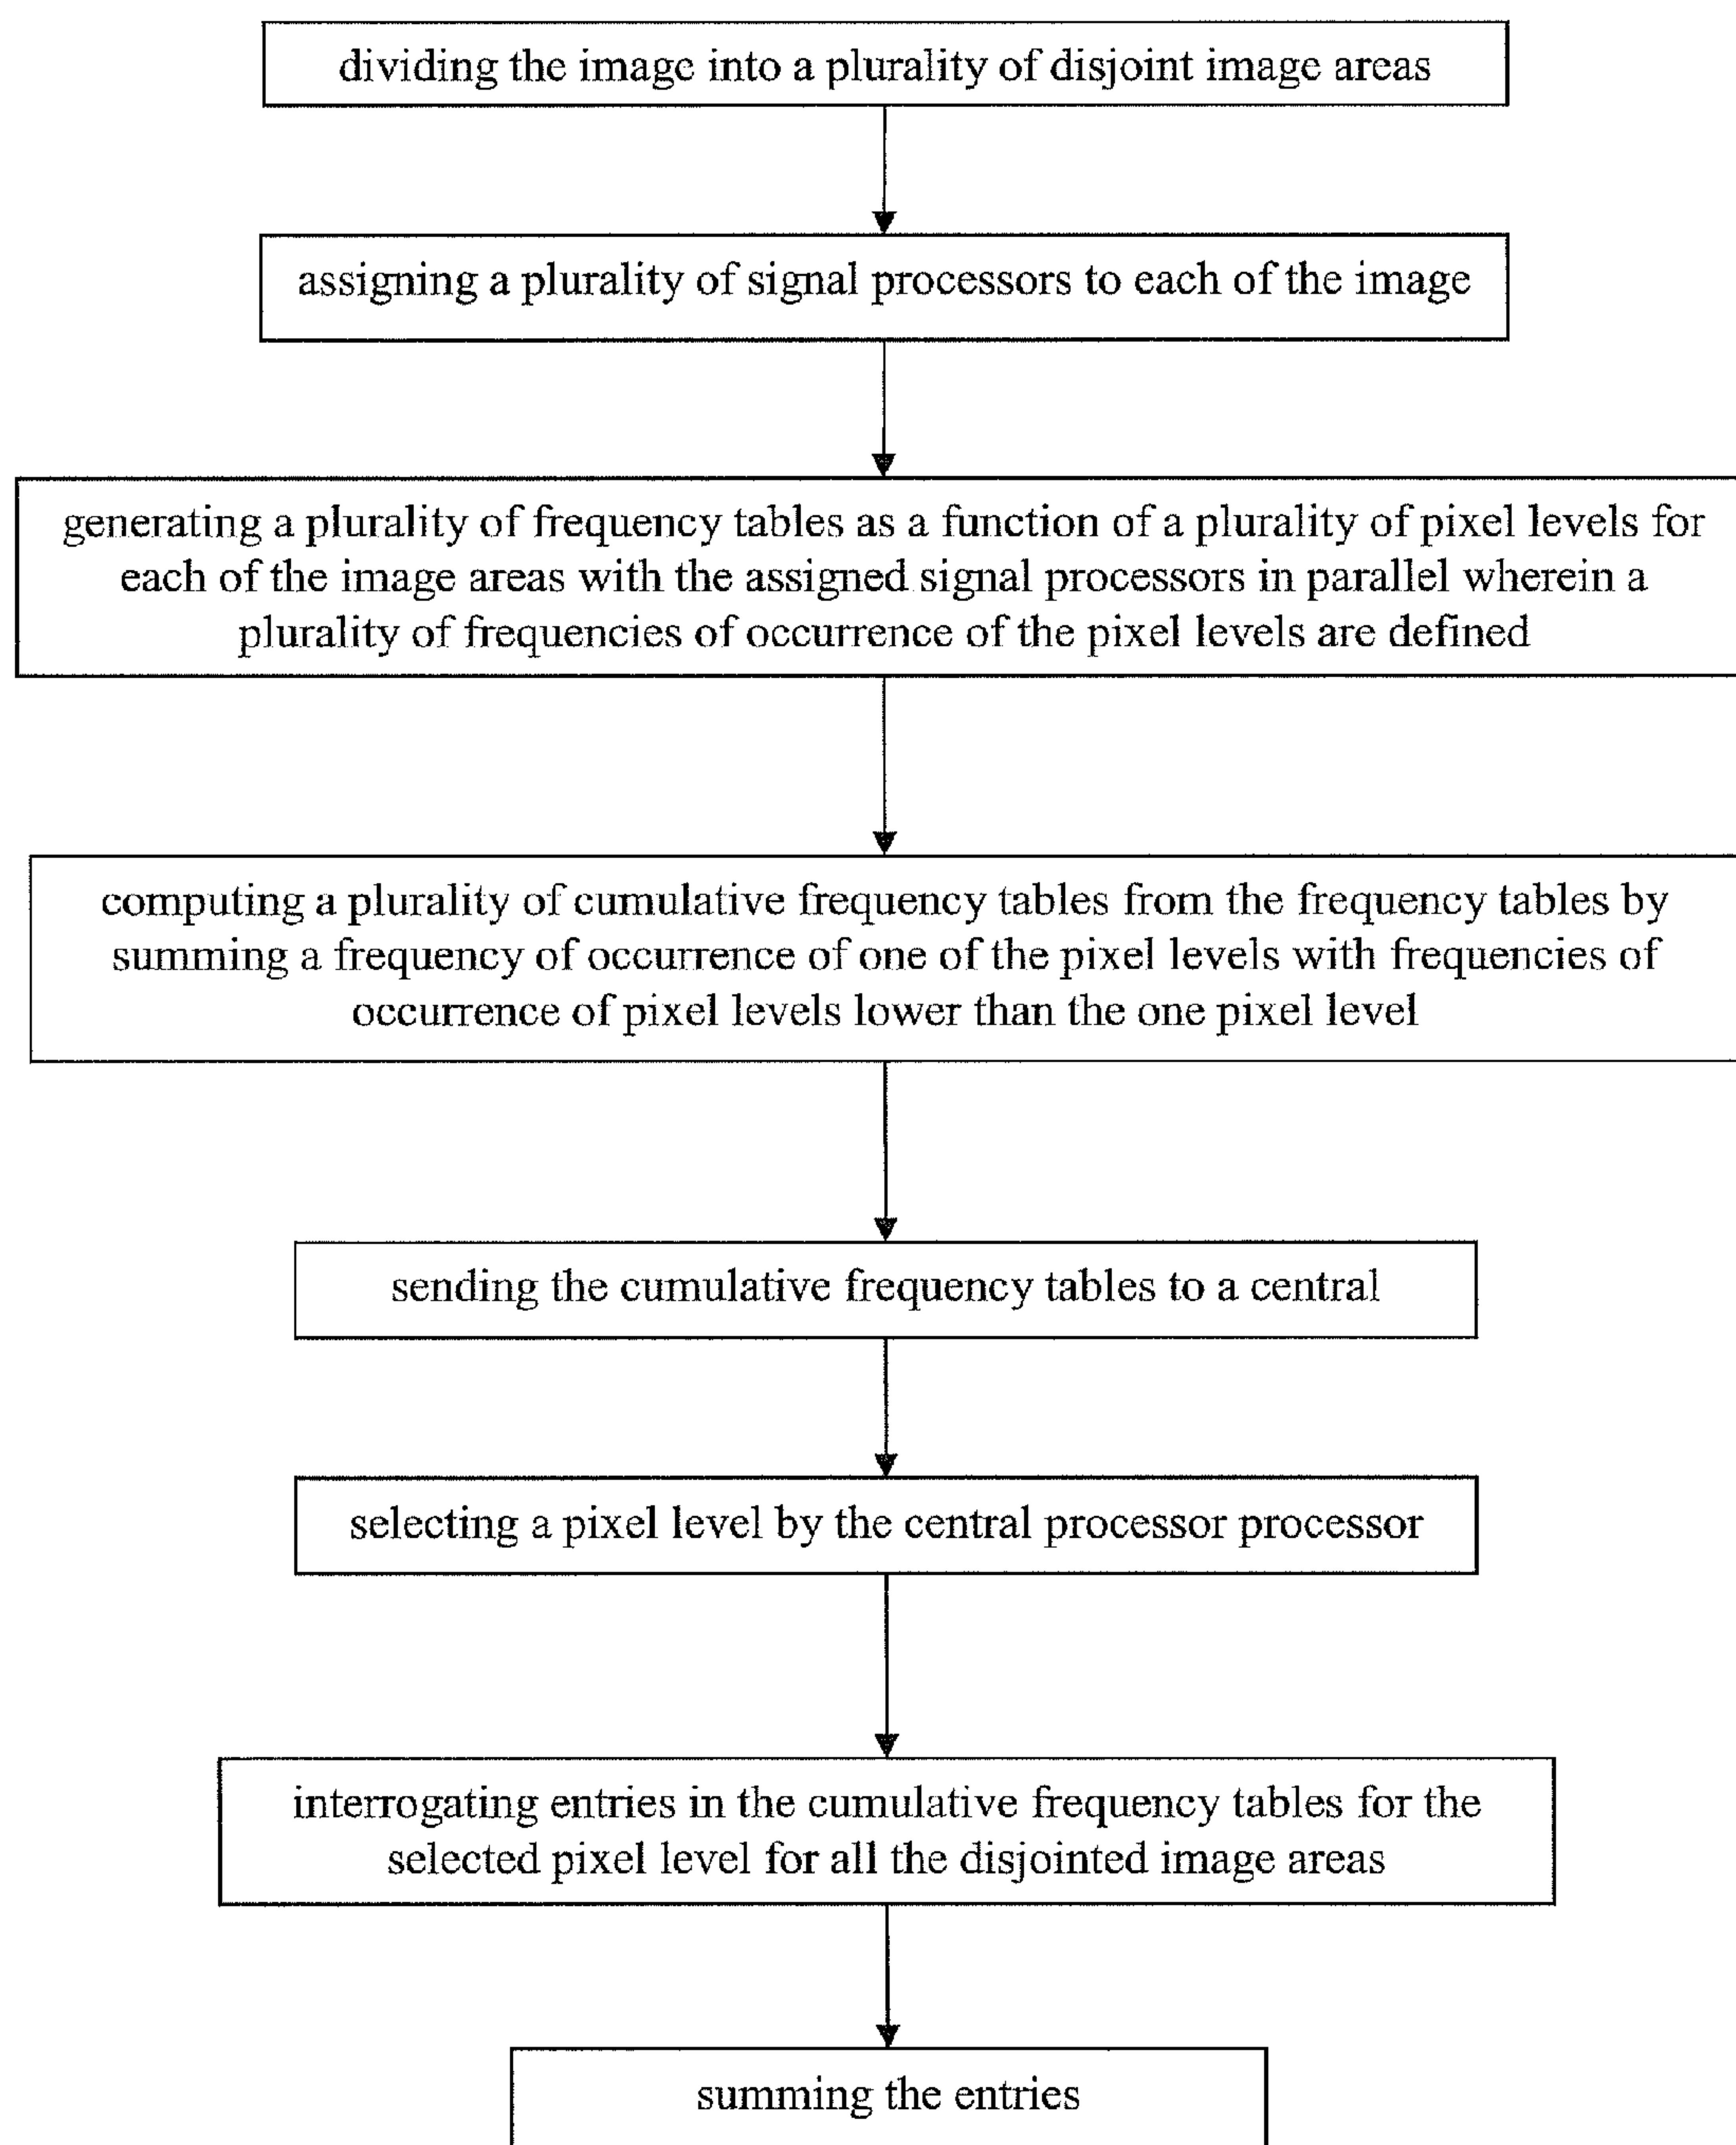 dividing the image into a plurality of disjoint image areas
assigning a plurality of signal processors to each of the image
generating a plurality of frequency tables as a function of a plurality of pixel levels for
each of the image areas with the assigned signal processors in parallel wherein a
plurality of frequencies of occurrence of the pixel levels are defined
computing a plurality of cumulative frequency tables from the frequency tables by
summing a frequency of occurrence of one of the pixel levels with frequencies of
occurrence of pixel levels lower than the one pixel level
sending the cumulative frequency tables to a central
selecting a pixel level by the central processor processor
interrogating entries in the cumulative frequency tables for the
selected pixel level for all the disjointed image areas
summing the entries